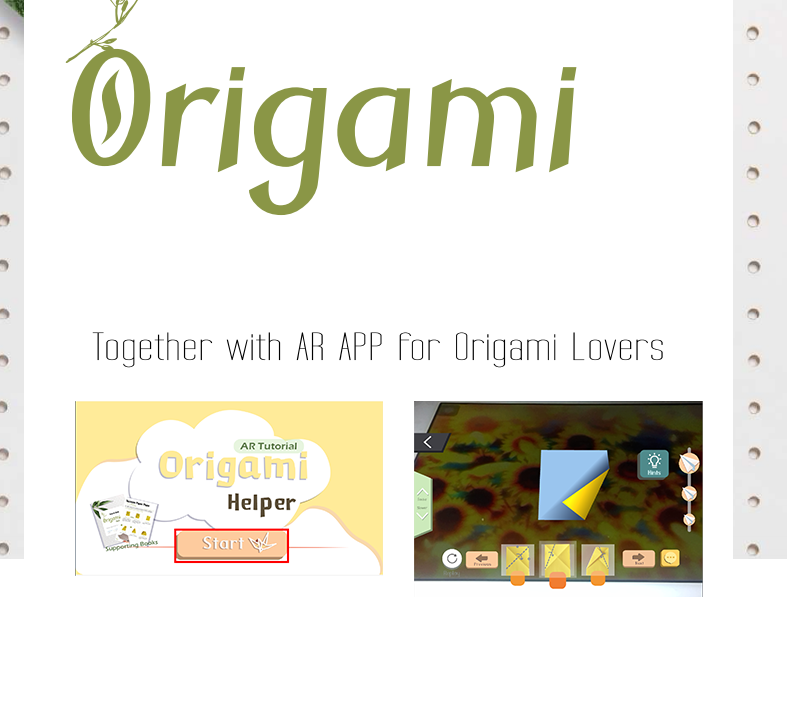 Origami
Together with AR APP for Origami Lovers
AR Tutorial
Origami
Helper
Supporting Books
Start
Hints
Previous
Next